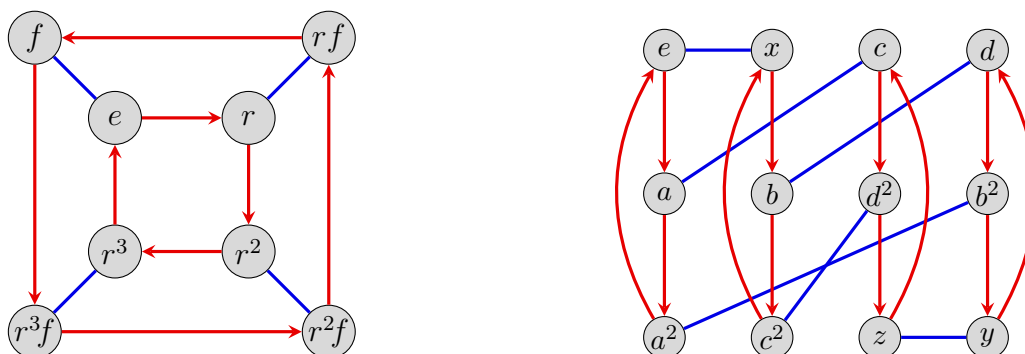 f rf
e r
r³ r²
r³f r²f
e x c d
a b d² b²
a² c² z y